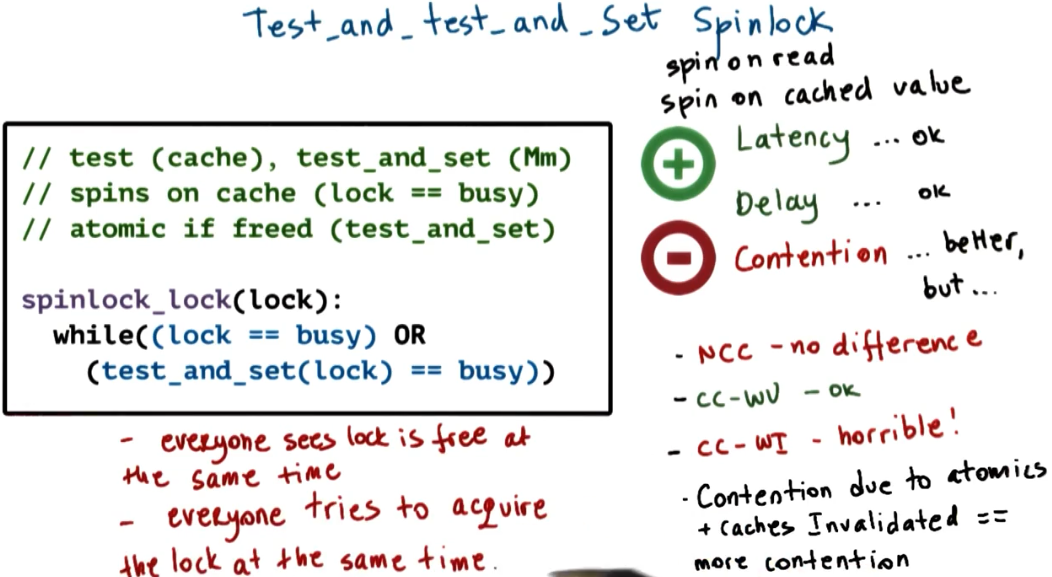 Test_and_test_and_Set Spinlock
spin on read
spin on cached value
// test (cache), test_and_set (Mm)
// spins on cache (lock == busy)
// atomic if freed (test_and_set)
spinlock_lock(lock):
while((lock == busy) OR
(test_and_set(lock) == busy))
+ Latency ... ok
Delay ... ok
- Contention ... better,
but...
- everyone sees lock is free at
the same time
- everyone tries to acquire
the lock at the same time.
- NCC - no difference
- CC-WU - OK
- CC-WI - horrible!
- Contention due to atomics
+ caches Invalidated ==
more contention